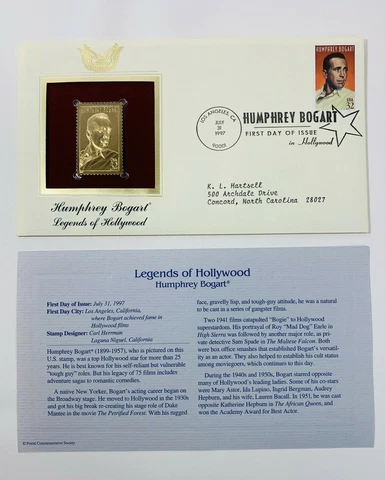 HUMPHREY BOGART
HUMPHREY BOGART
USA
32
LOS ANGELES, CA
JULY
31
1997
90001
HUMPHREY BOGART
FIRST DAY OF ISSUE
in Hollywood
Humphrey Bogart
Legends of Hollywood
K. L. Hartsell
500 Archdale Drive
Concord, North Carolina 28027
Legends of Hollywood
Humphrey Bogart®
First Day of Issue: July 31, 1997
First Day City: Los Angeles, California,
where Bogart achieved fame in
Hollywood films
Stamp Designer: Carl Herrman
Laguna Niguel, California
Humphrey Bogart® (1899-1957), who is pictured on this
U.S. stamp, was a top Hollywood star for more than 25
years. He is best known for his self-reliant but vulnerable
"tough guy" roles. But his legacy of 75 films includes
adventure sagas to romantic comedies.
A native New Yorker, Bogart's acting career began on
the Broadway stage. He moved to Hollywood in the 1930s
and got his big break re-creating his stage role of Duke
Mantee in the movie The Petrified Forest. With his rugged
face, gravelly lisp, and tough-guy attitude, he was a natural
to be cast in a series of gangster films.
Two 1941 films catapulted "Bogie" to Hollywood
superstardom. His portrayal of Roy "Mad Dog" Earle in
High Sierra was followed by another major role, as pri-
vate detective Sam Spade in The Maltese Falcon. Both
were box office smashes that established Bogart's versatil-
ity as an actor. They also helped to establish his cult status
among moviegoers, which continues to this day.
During the 1940s and 1950s, Bogart starred opposite
many of Hollywood's leading ladies. Some of his co-stars
were Mary Astor, Ida Lupino, Ingrid Bergman, Audrey
Hepburn, and his wife, Lauren Bacall. In 1951, he was cast
opposite Katherine Hepburn in The African Queen, and
won the Academy Award for Best Actor.
© Postal Commemorative Society